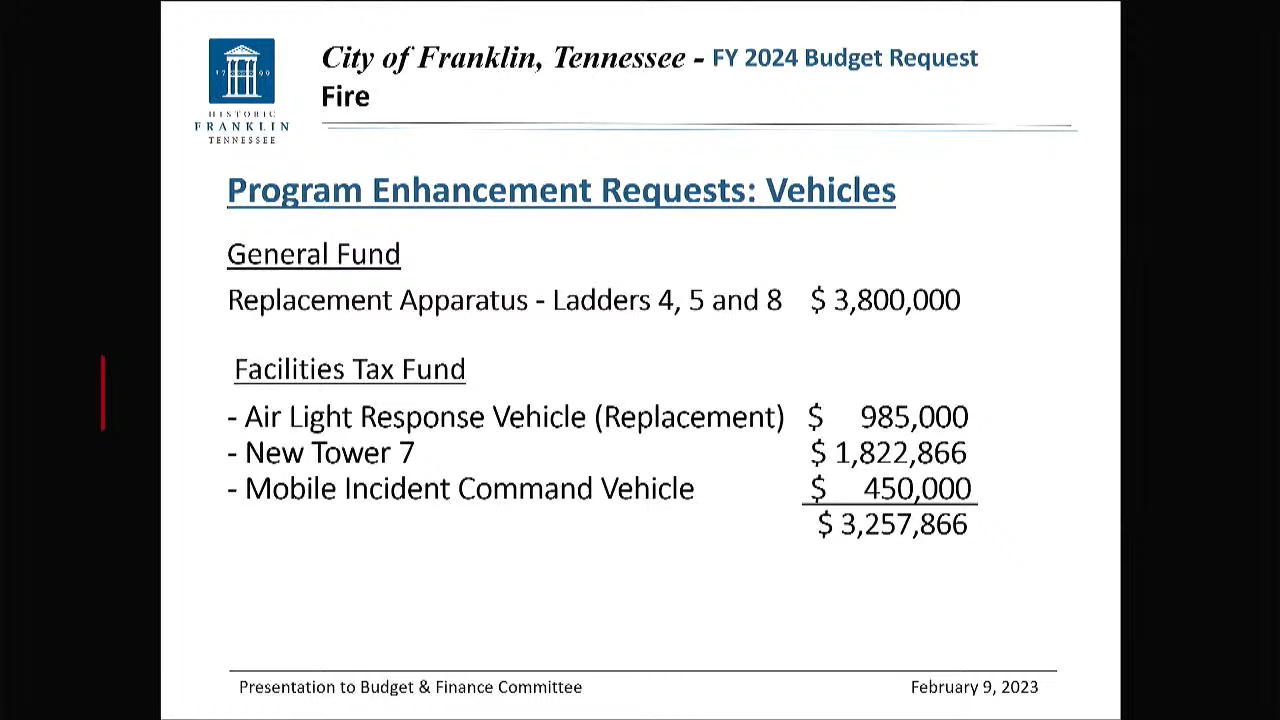 City of Franklin, Tennessee - FY 2024 Budget Request
Fire
1799
HISTORIC
FRANKLIN
TENNESSEE
Program Enhancement Requests: Vehicles
General Fund
Replacement Apparatus - Ladders 4, 5 and 8 $ 3,800,000
Facilities Tax Fund
- Air Light Response Vehicle (Replacement) $ 985,000
- New Tower 7 $ 1,822,866
- Mobile Incident Command Vehicle $ 450,000
$ 3,257,866
Presentation to Budget & Finance Committee February 9, 2023